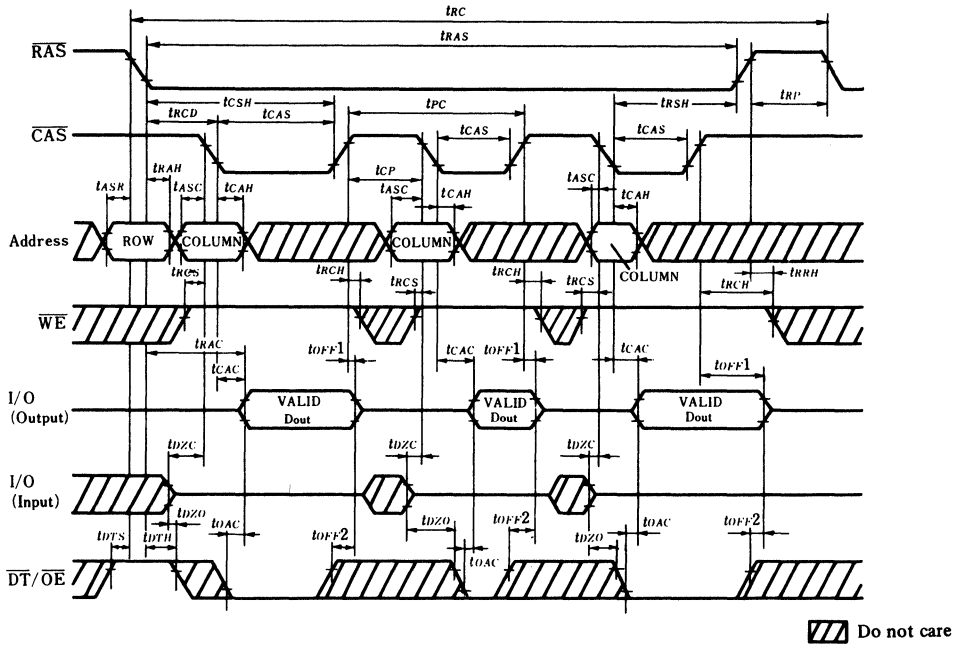 tRC
tRAS
RAS
tCSH
tPC
tRSH
tRP
tRCD
tCAS
tCAS
tCAS
CAS
tRAH
tCP
tASR
tASC
tCAH
tASC
tCAH
tASC
tCAH
Address
ROW
COLUMN
COLUMN
COLUMN
tRCS
tRCH
tRCS
tRCH
tRCS
tRCH
tRRH
WE
tRAC
tOFF1
tCAC
tOFF1
tCAC
tOFF1
tCAC
I/O
(Output)
VALID
Dout
VALID
Dout
VALID
Dout
tDZC
tDZC
tDZC
I/O
(Input)
tDZO
tOAC
tOFF2
tDZO
tOAC
tOFF2
tDZO
tOAC
tOFF2
tDTS
tDTH
DT/OE
Do not care